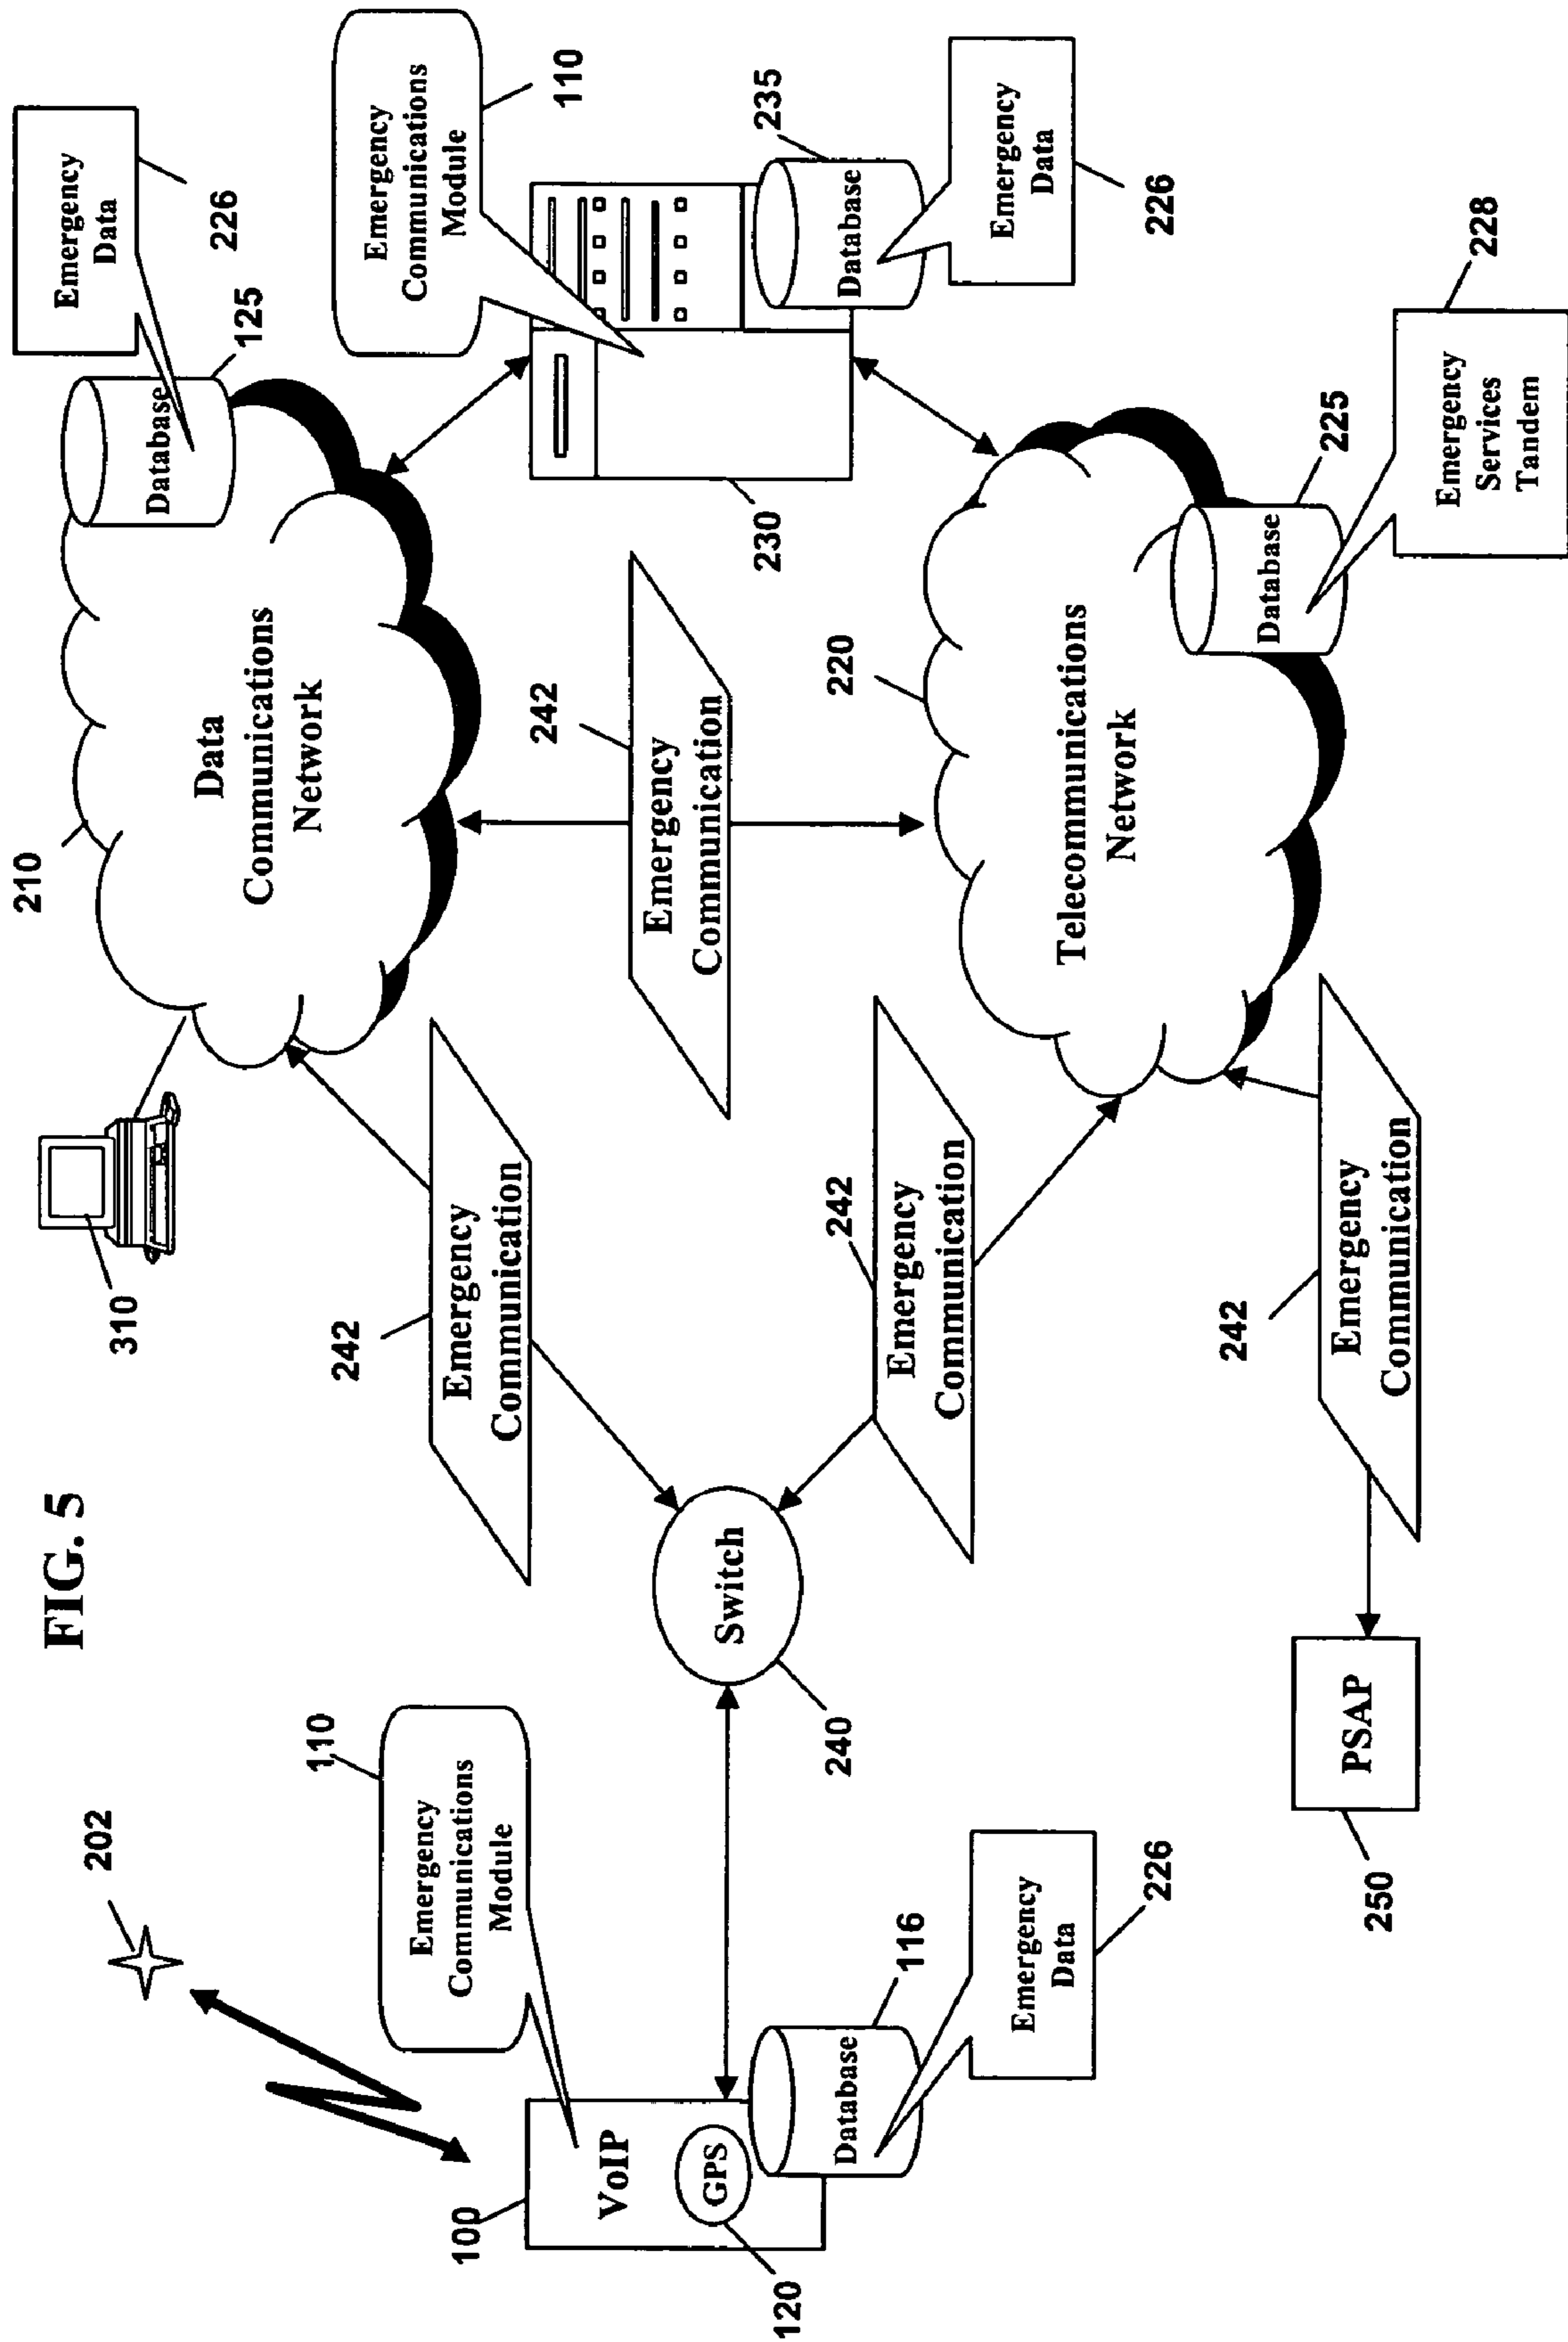 FIG. 5
202
110
Emergency
Communications
Module
100
VoIP
GPS
120
Database
116
Emergency
Data
226
Switch
240
PSAP
250
310
210
Data
Communications
Network
Database
125
Emergency
Data
226
242
Emergency
Communication
242
Emergency
Communication
242
Emergency
Communication
242
Emergency
Communication
220
Telecommunications
Network
Database
225
Emergency
Services
Tandem
228
230
Emergency
Communications
Module
110
Database
235
Emergency
Data
226